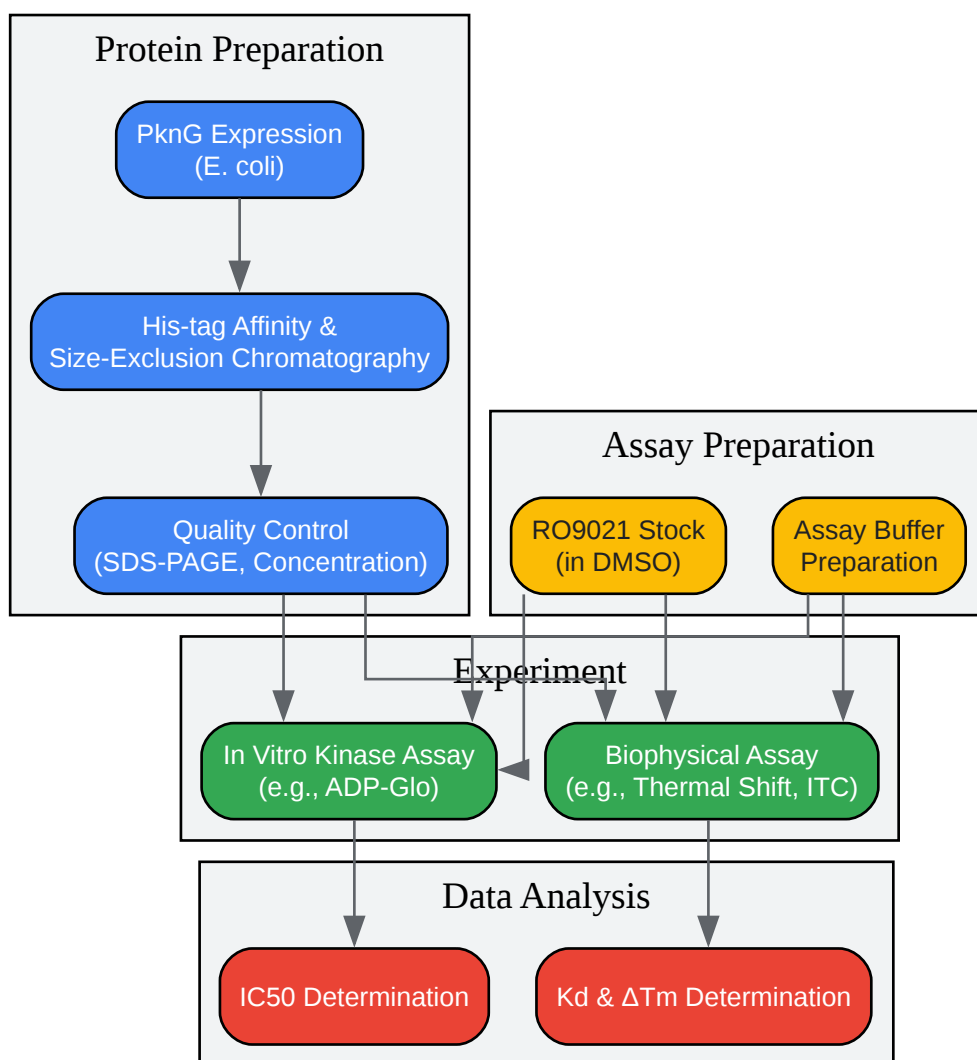 Protein Preparation
PknG Expression
(E. coli)
His-tag Affinity &
Size-Exclusion Chromatography
Quality Control
(SDS-PAGE, Concentration)
Assay Preparation
RO9021 Stock
(in DMSO)
Assay Buffer
Preparation
Experiment
In Vitro Kinase Assay
(e.g., ADP-Glo)
Biophysical Assay
(e.g., Thermal Shift, ITC)
Data Analysis
IC50 Determination
Kd & ΔTm Determination